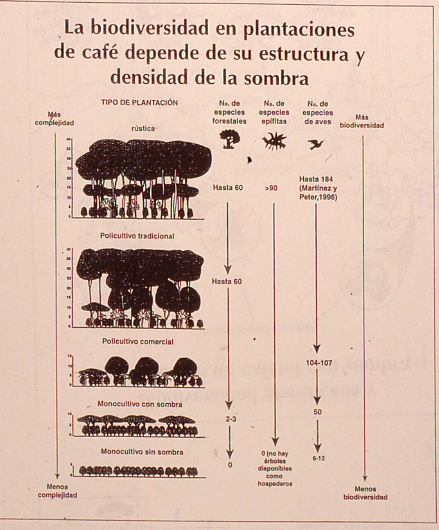 La biodiversidad en plantaciones
de café depende de su estructura y
densidad de la sombra
TIPO DE PLANTACIÓN
No. de
especies
forestales
No. de
especies
epifitas
No. de
especies
de aves
Más
complejidad
Más
biodiversidad
rústica
Hasta 60
>90
Hasta 184
(Martínez y
Peter,1996)
Policultivo tradicional
Hasta 60
Policultivo comercial
104-107
Monocultivo con sombra
2-3
50
Monocultivo sin sombra
0
0 (no hay
árboles
disponibles
como
hospederos
6-12
Menos
complejidad
Menos
biodiversidad